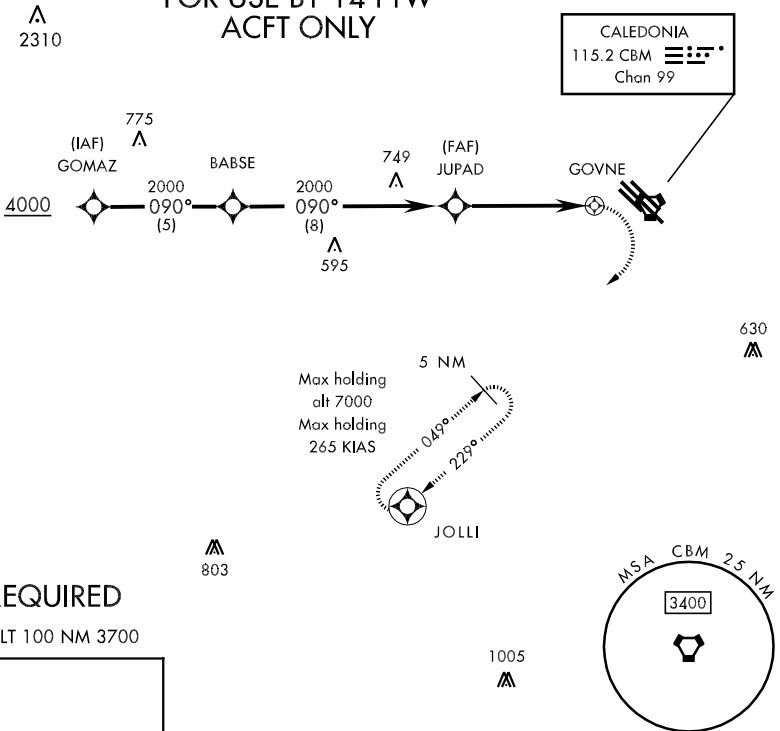 ACFT ONLY
2310
CALEDONIA
115.2 CBM
Chan 99
775
(IAF)
GOMAZ
BABSE
749
(FAF)
JUPAD
GOVNE
4000
2000
090°
(5)
2000
090°
(8)
595
630
5 NM
Max holding
alt 7000
Max holding
265 KIAS
049°
229°
JOLLI
803
EQUIRED
LT 100 NM 3700
MSA CBM 25 NM
3400
1005